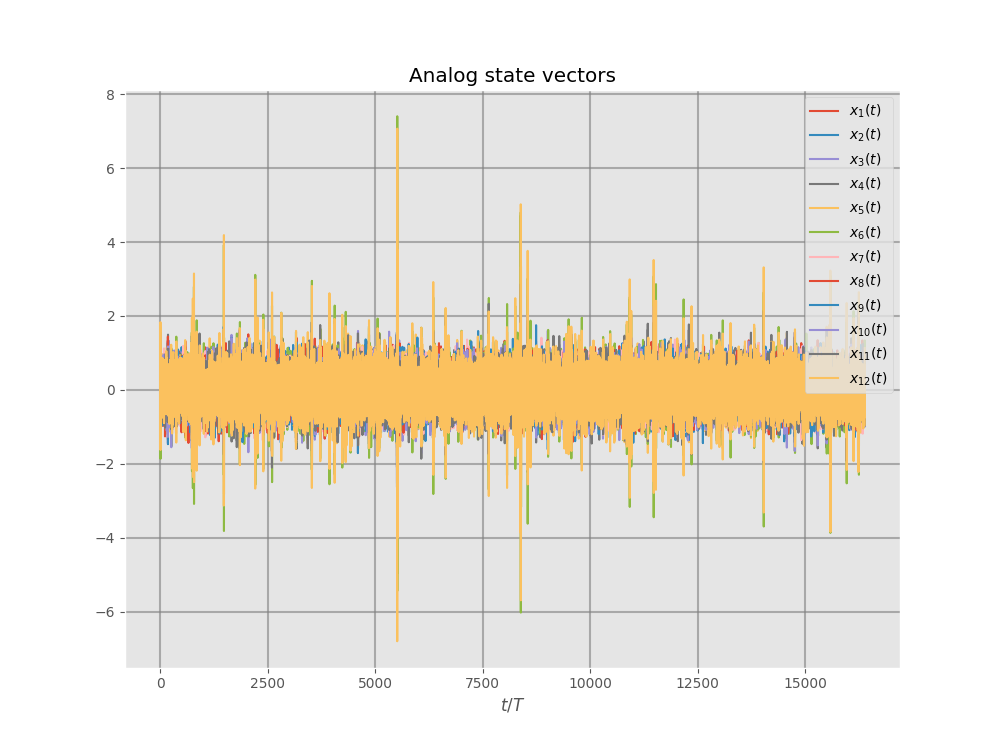 Analog state vectors
8
6
4
2
0
−2
−4
−6
0 2500 5000 7500 10000 12500 15000
t/T
x₁(t)
x₂(t)
x₃(t)
x₄(t)
x₅(t)
x₆(t)
x₇(t)
x₈(t)
x₉(t)
x₁₀(t)
x₁₁(t)
x₁₂(t)